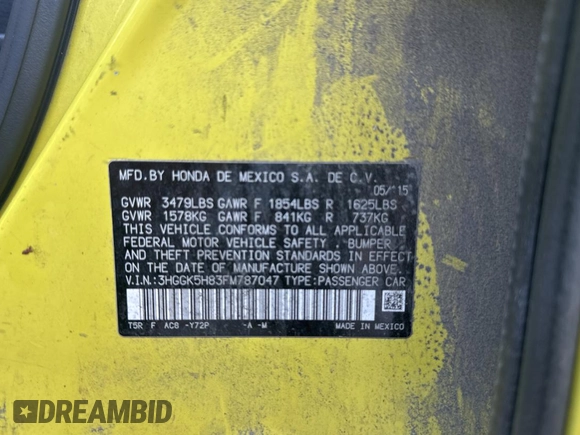 MFD.BY HONDA DE MEXICO S.A. DE C.V.
05/15
GVWR 3479LBS GAWR F 1854LBS R 1625LBS
GVWR 1578KG GAWR F 841KG R 737KG
THIS VEHICLE CONFORMS TO ALL APPLICABLE
FEDERAL MOTOR VEHICLE SAFETY, BUMPER,
AND THEFT PREVENTION STANDARDS IN EFFECT
ON THE DATE OF MANUFACTURE SHOWN ABOVE.
V.I.N.:3HGGK5H83FM787047 TYPE:PASSENGER CAR
T5R F AC8 -Y72P -A -M MADE IN MEXICO
DREAMBID